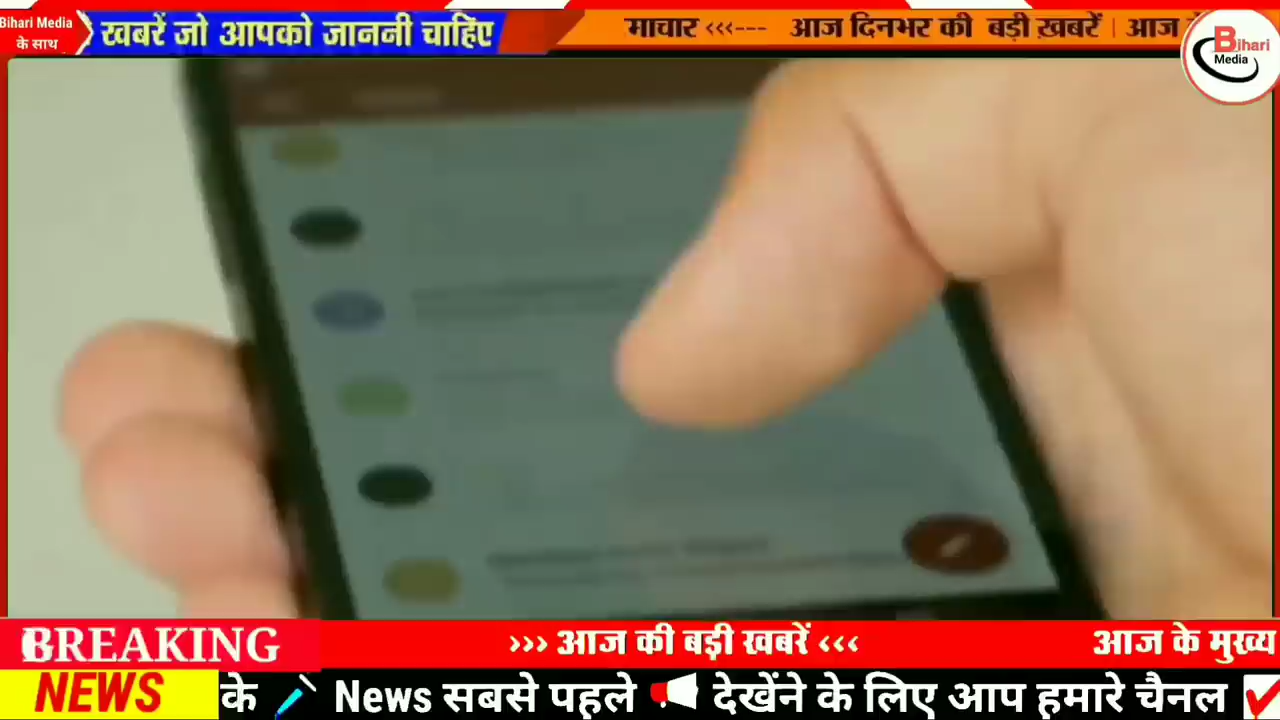 Bihari Media
के साथ
खबरें जो आपको जाननी चाहिए
माचार ‹‹‹--- आज दिनभर की बड़ी ख़बरें | आज
Bihari
Media
BREAKING
››› आज की बड़ी खबरें ‹‹‹ आज के मुख्य
NEWS
के News सबसे पहले देखेंने के लिए आप हमारे चैनल